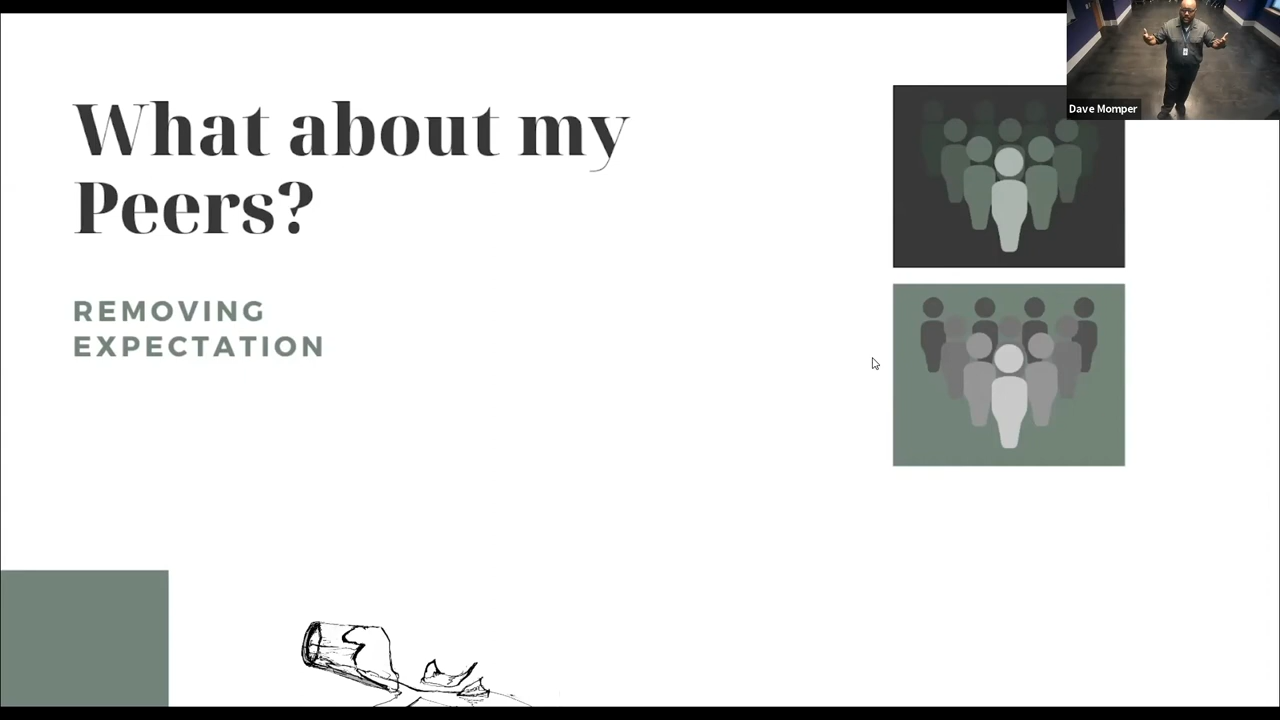 What about my
Peers?
REMOVING
EXPECTATION
Dave Momper